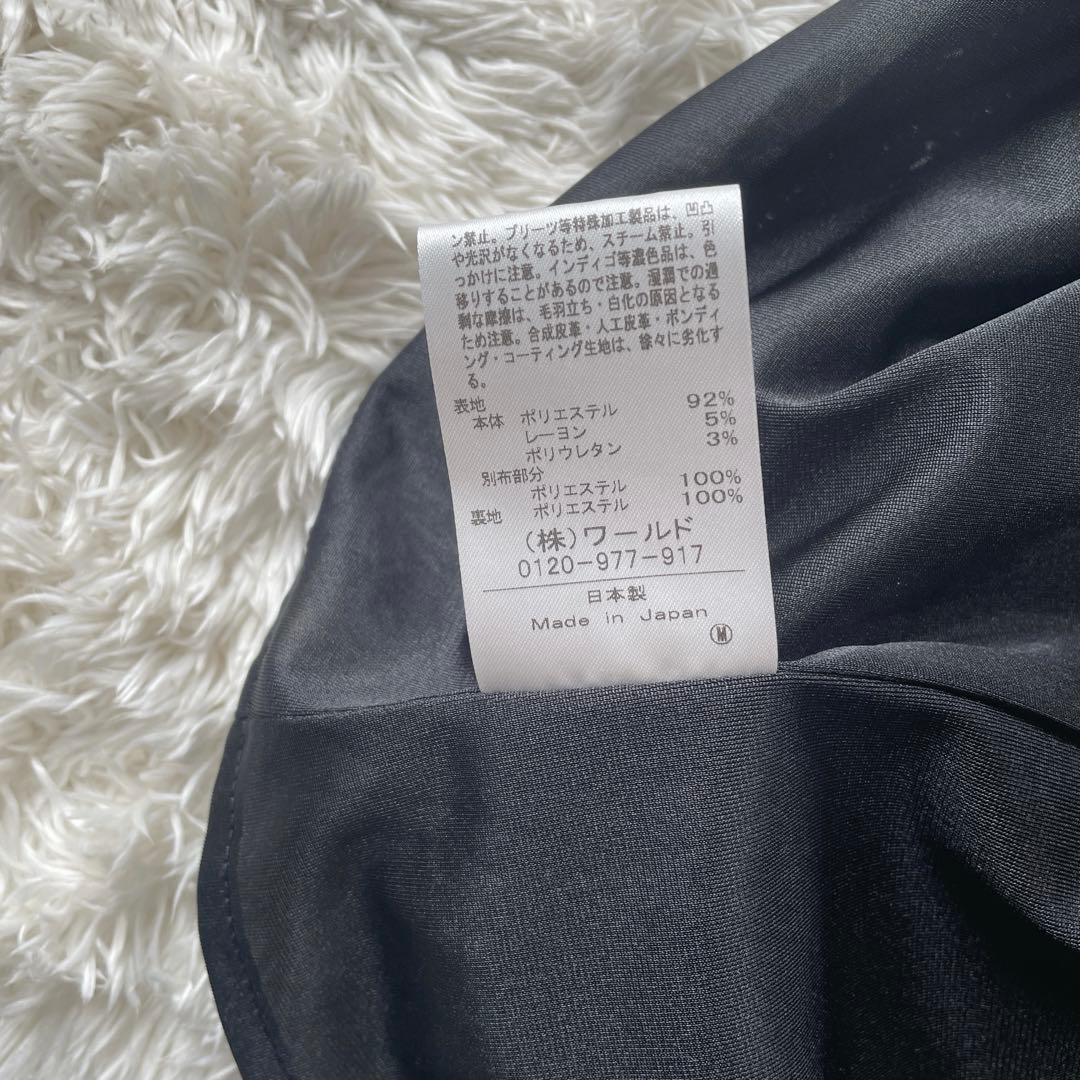 ン禁止。プリーツ等特殊加工製品は、凹凸
や光沢がなくなるため、スチーム禁止。引
っかけに注意。インディゴ等濃色品は、色
移りすることがあるので注意。湿潤での過
剰な摩擦は、毛羽立ち・白化の原因となる
ため注意。合成皮革・人工皮革・ボンディ
ング・コーティング生地は、徐々に劣化す
る。
表地
本体 ポリエステル 92%
レーヨン 5%
ポリウレタン 3%
別布部分
ポリエステル 100%
裏地 ポリエステル 100%
(株)ワールド
0120-977-917
日本製
Made in Japan
M